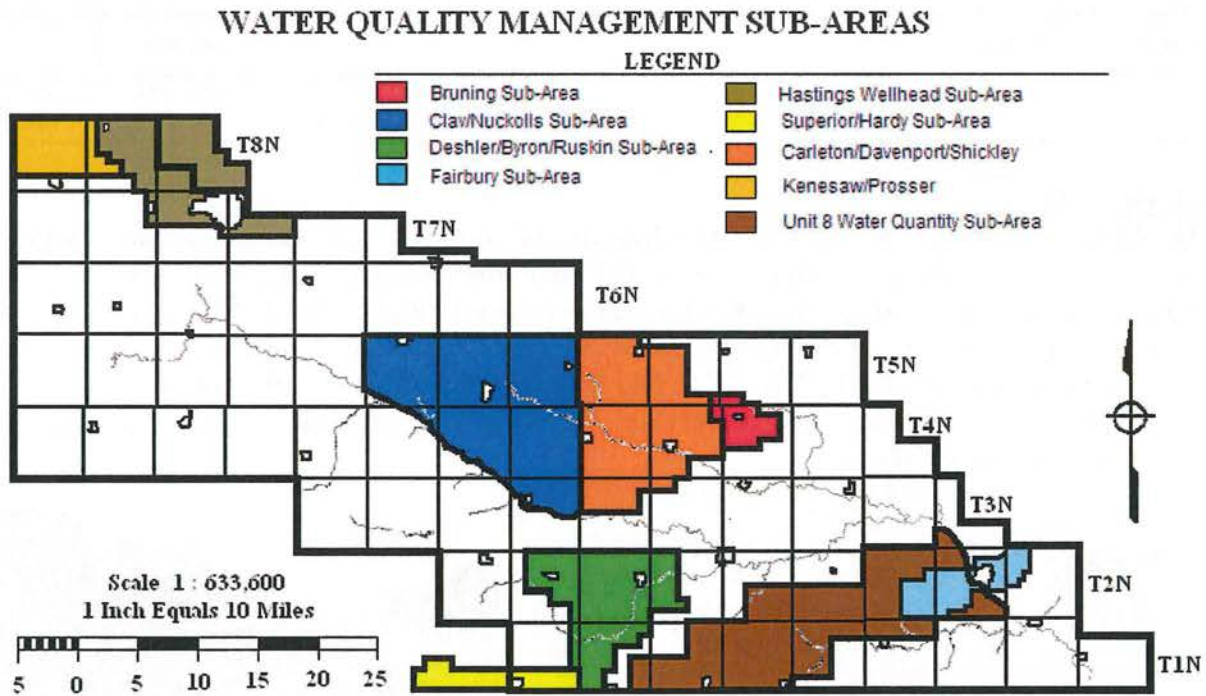 WATER QUALITY MANAGEMENT SUB-AREAS
LEGEND
Bruning Sub-Area
Clay/Nuckolls Sub-Area
Deshler/Byron/Ruskin Sub-Area
Fairbury Sub-Area
Hastings Wellhead Sub-Area
Superior/Hardy Sub-Area
Carleton/Davenport/Shickley
Kenesaw/Prosser
Unit 8 Water Quantity Sub-Area
T8N
T7N
T6N
T5N
T4N
T3N
T2N
T1N
Scale 1 : 633,600
1 Inch Equals 10 Miles
5 0 5 10 15 20 25